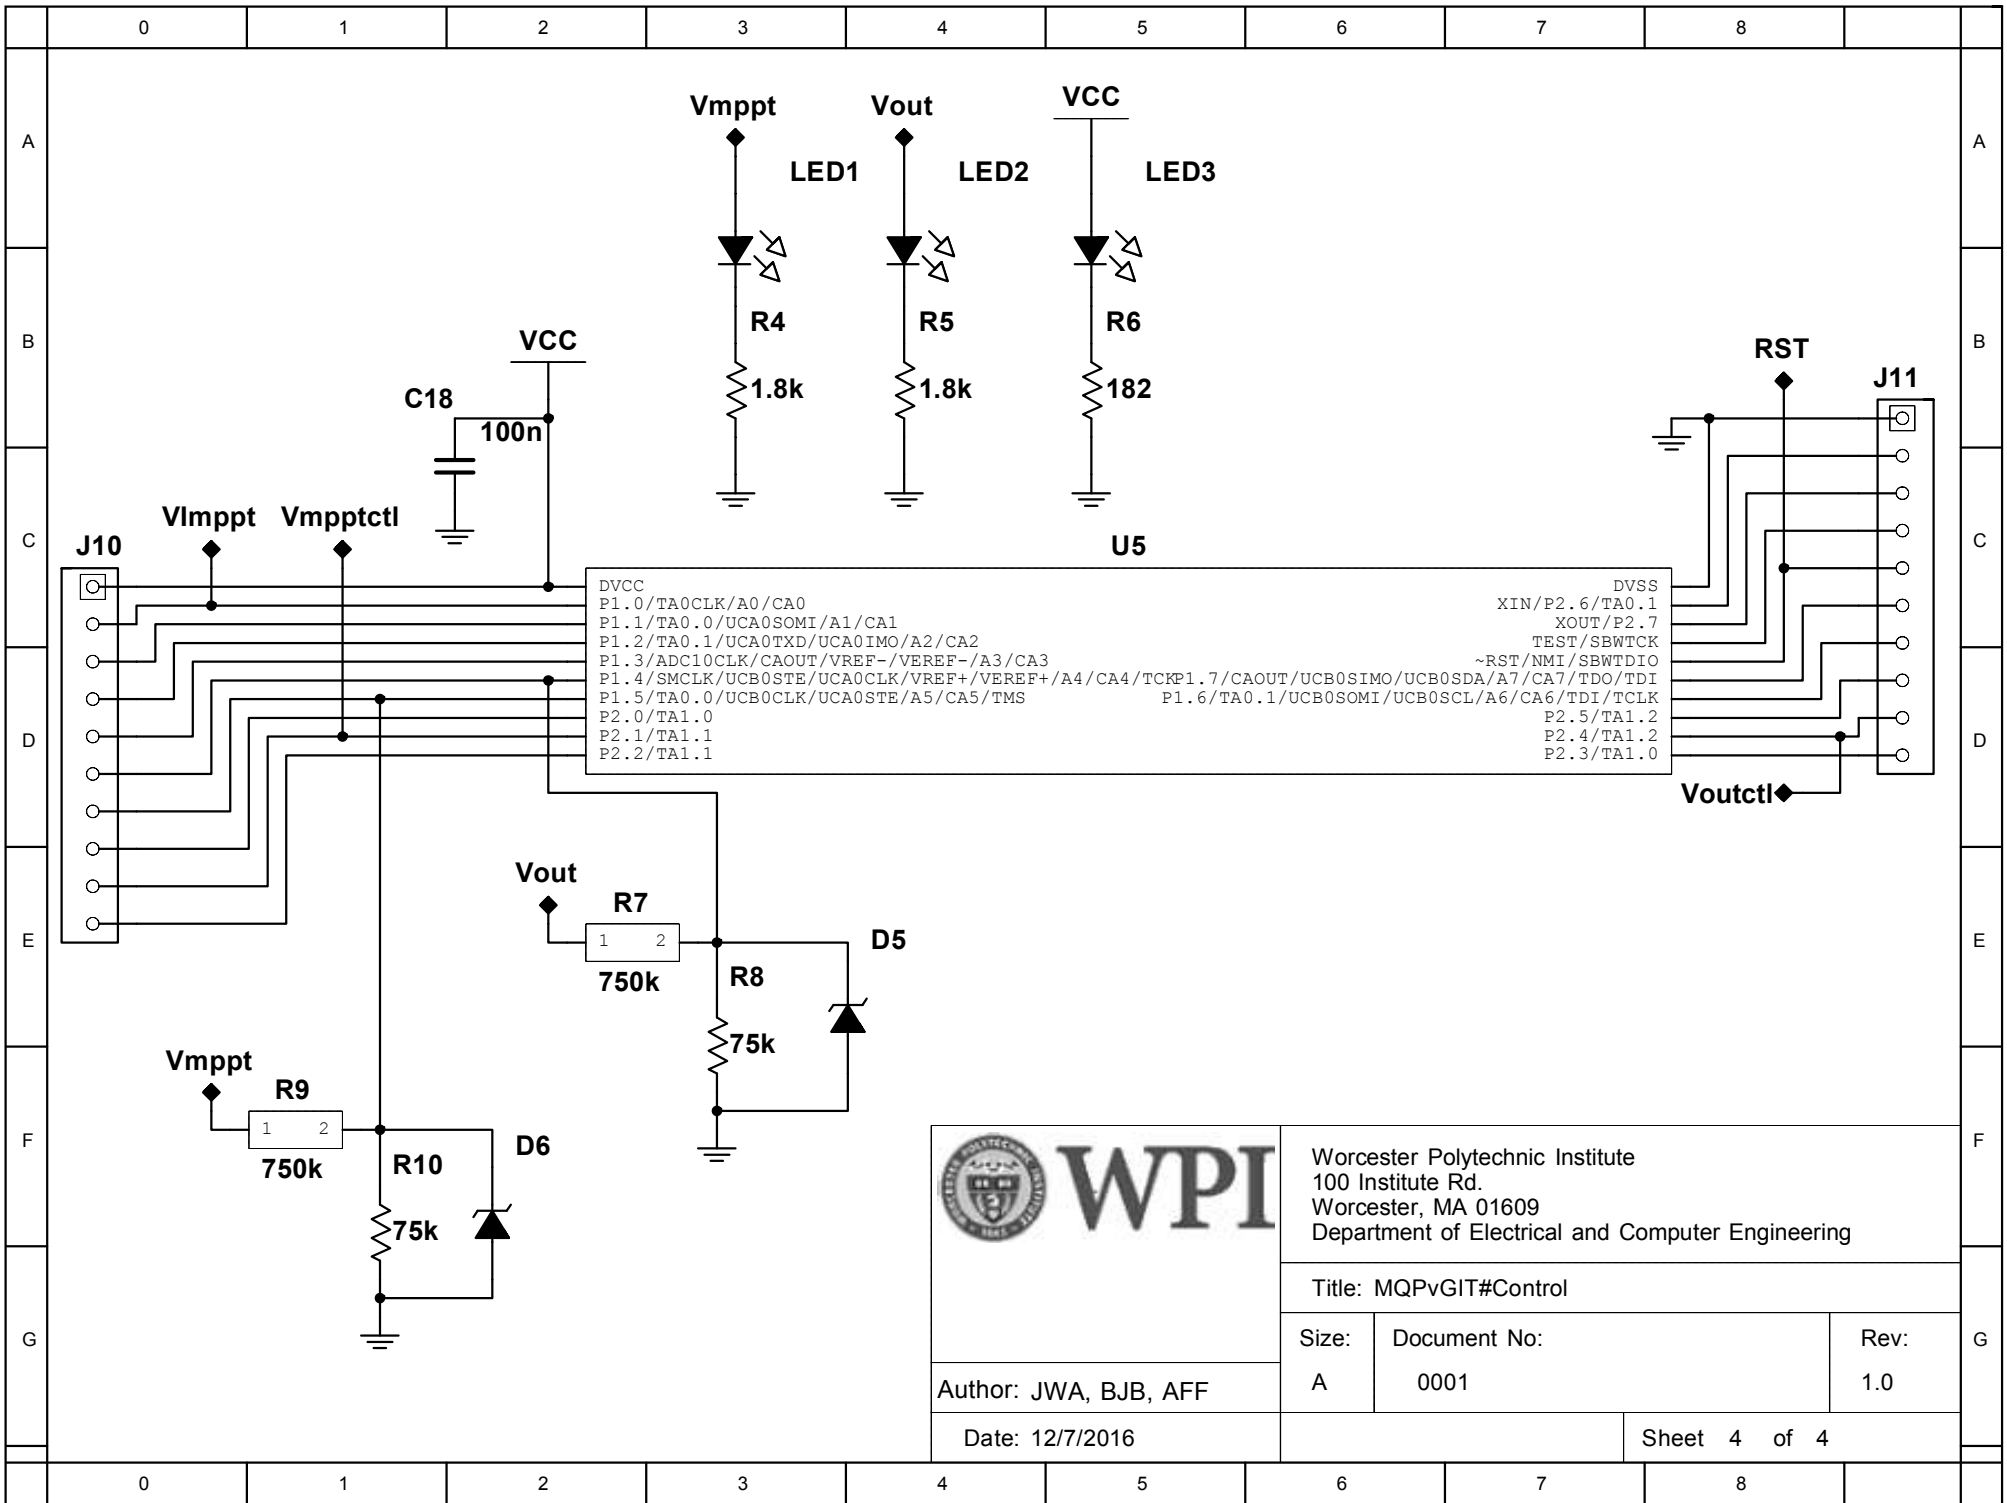 0 1 2 3 4 5 6 7 8
A A
Vmppt Vout VCC
LED1 LED2 LED3
R4 R5 R6
B B
VCC RST
1.8k 1.8k 182
C18 J11
100n
VImppt Vmpptctl
C C
J10 U5
DVCC DVSS
P1.0/TA0CLK/A0/CA0 XIN/P2.6/TA0.1
P1.1/TA0.0/UCA0SOMI/A1/CA1 XOUT/P2.7
P1.2/TA0.1/UCA0TXD/UCA0IMO/A2/CA2 TEST/SBWTCK
P1.3/ADC10CLK/CAOUT/VREF-/VEREF-/A3/CA3 ~RST/NMI/SBWTDIO
P1.4/SMCLK/UCB0STE/UCA0CLK/VREF+/VEREF+/A4/CA4/TCK P1.7/CAOUT/UCB0SIMO/UCB0SDA/A7/CA7/TDO/TDI
P1.5/TA0.0/UCB0CLK/UCA0STE/A5/CA5/TMS P1.6/TA0.1/UCB0SOMI/UCB0SCL/A6/CA6/TDI/TCLK
P2.0/TA1.0 P2.5/TA1.2
D D
P2.1/TA1.1 P2.4/TA1.2
P2.2/TA1.1 P2.3/TA1.0
Voutctl
Vout
R7
E E
1 2 D5
750k R8
75k
Vmppt
R9
F F
1 2 D6
750k R10
75k
WPI
Worcester Polytechnic Institute
100 Institute Rd.
Worcester, MA 01609
Department of Electrical and Computer Engineering
Title: MQPvGIT#Control
G G
Size: Document No: Rev:
Author: JWA, BJB, AFF A 0001 1.0
Date: 12/7/2016 Sheet 4 of 4
0 1 2 3 4 5 6 7 8